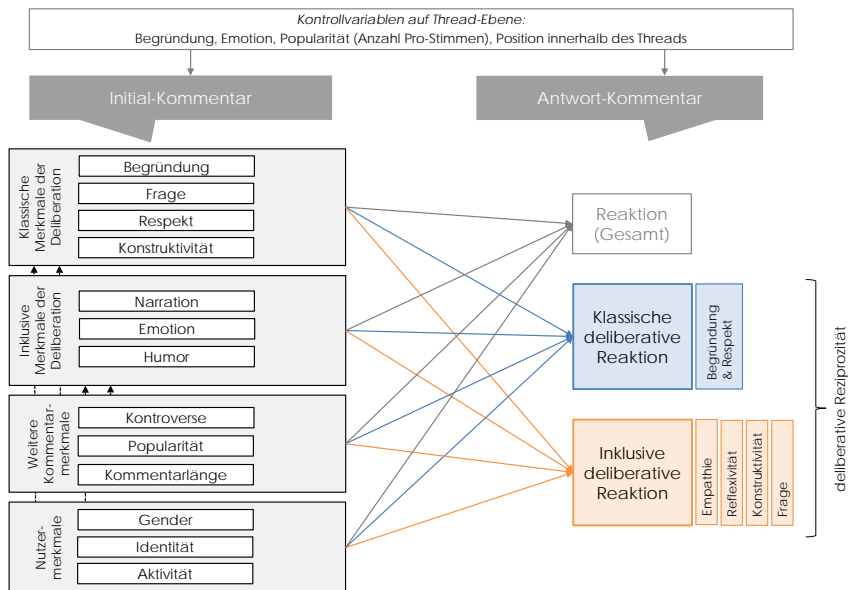 Kontrollvariablen auf Thread-Ebene:
Begründung, Emotion, Popularität (Anzahl Pro-Stimmen), Position innerhalb des Threads
Initial-Kommentar
Antwort-Kommentar
Klassische
Merkmale der
Deliberation
Begründung
Frage
Respekt
Konstruktivität
Inklusive
Merkmale der
Deliberation
Narration
Emotion
Humor
Weitere
Kommentar-
merkmale
Kontroverse
Popularität
Kommentarlänge
Nutzer-
merkmale
Gender
Identität
Aktivität
Reaktion
(Gesamt)
Klassische
deliberative
Reaktion
Begründung
& Respekt
Inklusive
deliberative
Reaktion
Empathie
Reflexivität
Konstruktivität
Frage
deliberative Reziprozität